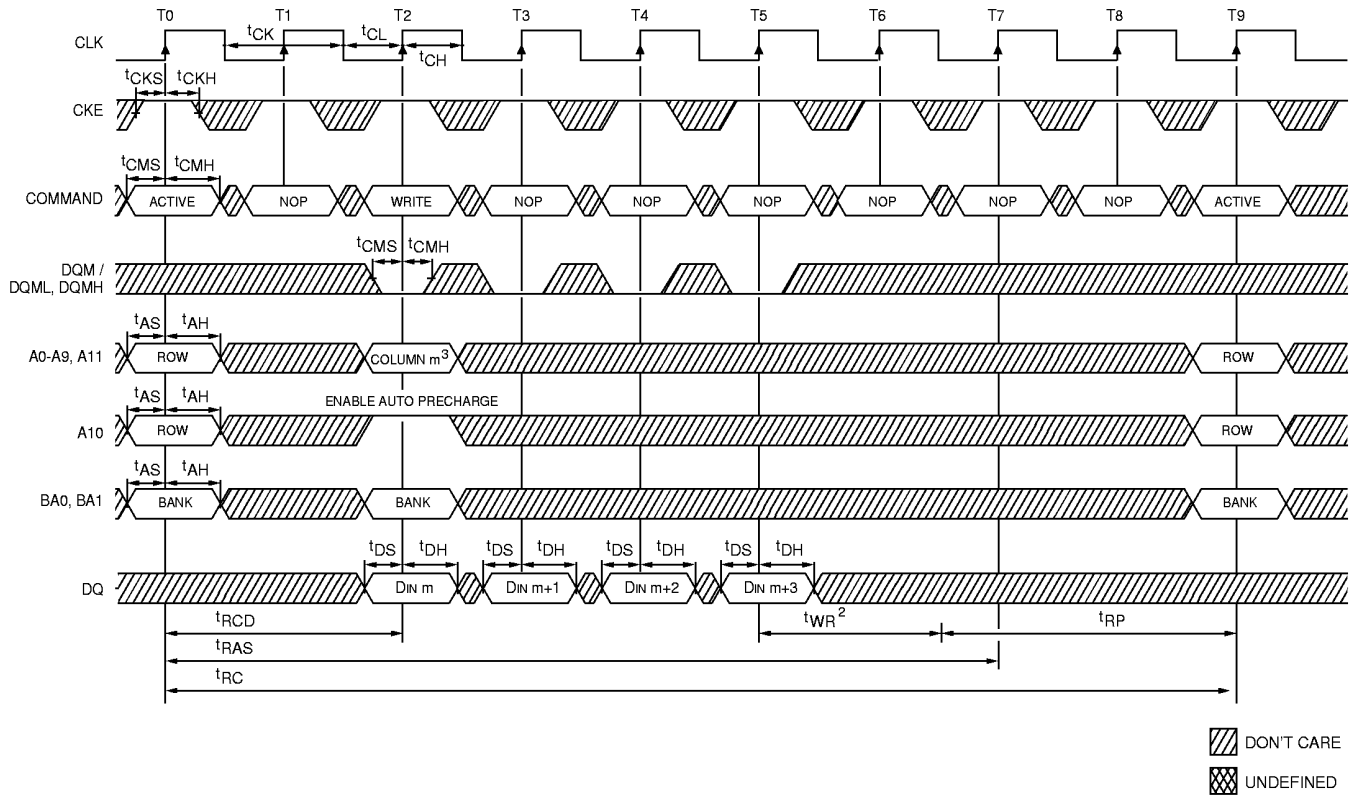 T0 T1 T2 T3 T4 T5 T6 T7 T8 T9
CLK
tCK tCL
tCH
tCKS tCKH
CKE
tCMS tCMH
COMMAND ACTIVE NOP WRITE NOP NOP NOP NOP NOP NOP ACTIVE
tCMS tCMH
DQM /
DQML, DQMH
tAS tAH
A0-A9, A11 ROW COLUMN m3 ROW
ENABLE AUTO PRECHARGE
tAS tAH
A10 ROW ROW
tAS tAH
BA0, BA1 BANK BANK BANK
tDS tDH tDS tDH tDS tDH tDS tDH
DQ DIN m DIN m+1 DIN m+2 DIN m+3
tRCD tWR2 tRP
tRAS
tRC
DON'T CARE
UNDEFINED